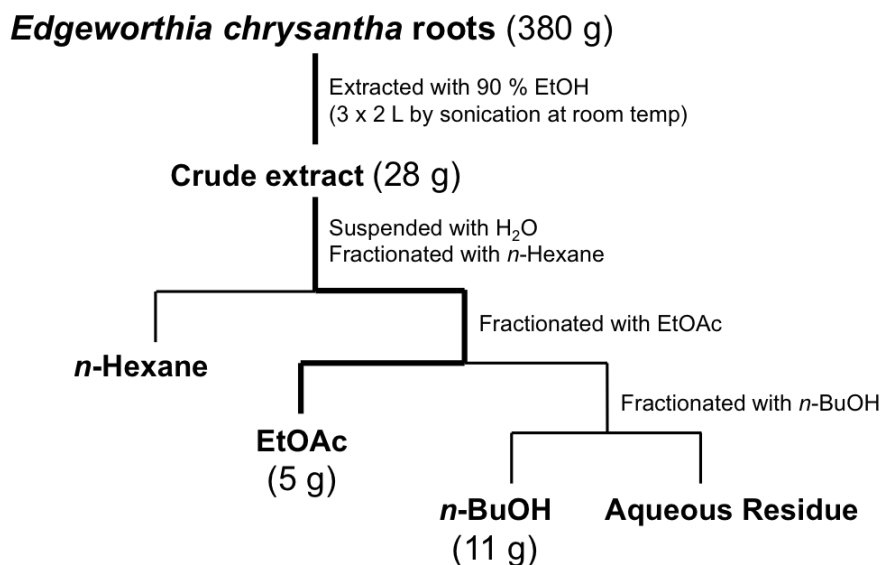 Edgeworthia chrysantha roots (380 g)
Extracted with 90 % EtOH
(3 x 2 L by sonication at room temp)
Crude extract (28 g)
Suspended with H₂O
Fractionated with n-Hexane
Fractionated with EtOAc
n-Hexane
Fractionated with n-BuOH
EtOAc
(5 g)
n-BuOH
(11 g)
Aqueous Residue